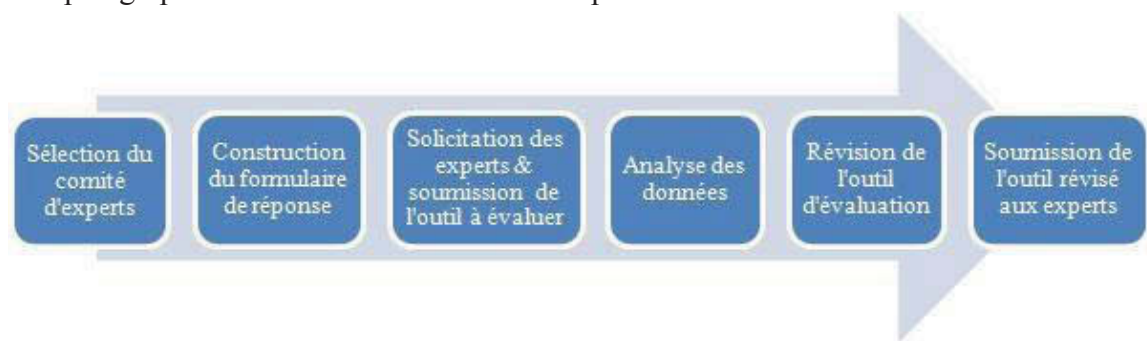 Sélection du
comité
d'experts
Construction
du formulaire
de réponse
Solicitation des
experts &
soumission de
l'outil à évaluer
Analyse des
données
Révision de
l'outil
d'évaluation
Soumission de
l'outil révisé
aux experts